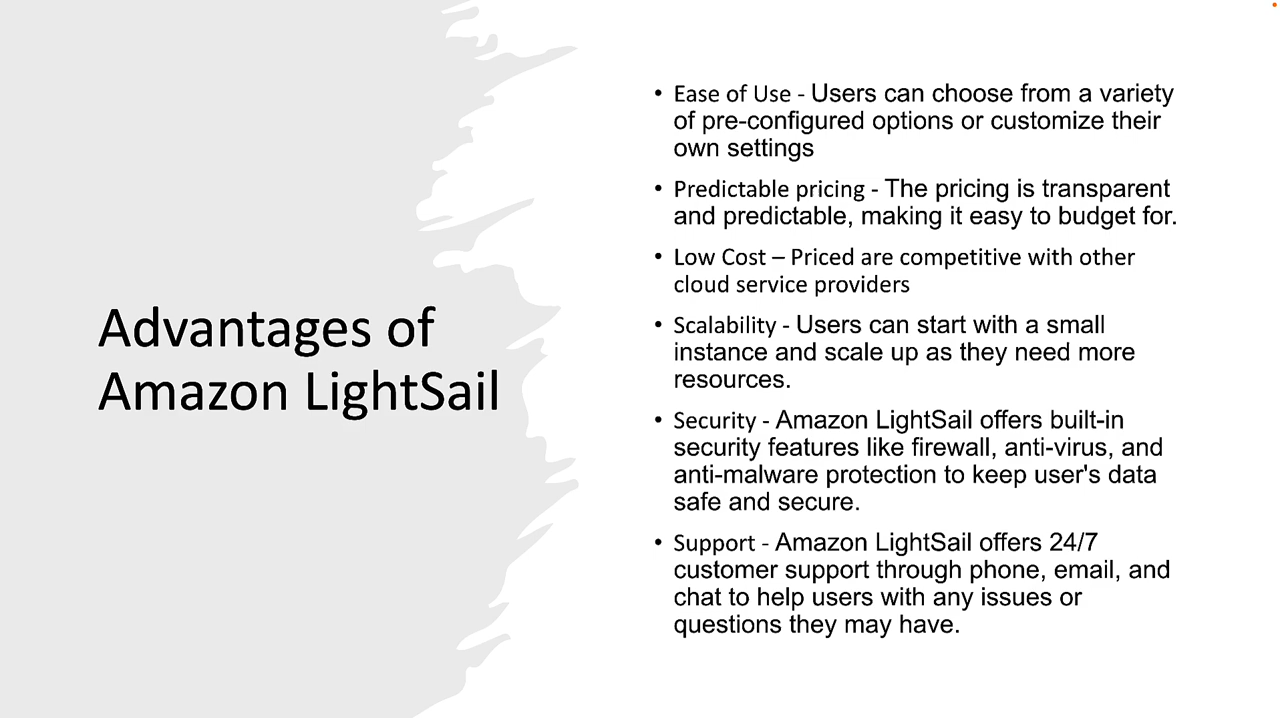 Advantages of
Amazon LightSail
• Ease of Use - Users can choose from a variety
of pre-configured options or customize their
own settings
• Predictable pricing - The pricing is transparent
and predictable, making it easy to budget for.
• Low Cost – Priced are competitive with other
cloud service providers
• Scalability - Users can start with a small
instance and scale up as they need more
resources.
• Security - Amazon LightSail offers built-in
security features like firewall, anti-virus, and
anti-malware protection to keep user's data
safe and secure.
• Support - Amazon LightSail offers 24/7
customer support through phone, email, and
chat to help users with any issues or
questions they may have.